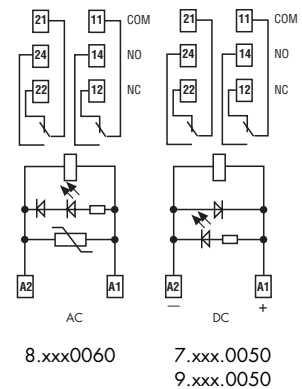 21 11 COM 21 11 COM
24 14 NO 24 14 NO
22 12 NC 22 12 NC
A2 A1 A2 A1
— +
AC DC
8.xxx0060 7.xxx.0050
9.xxx.0050